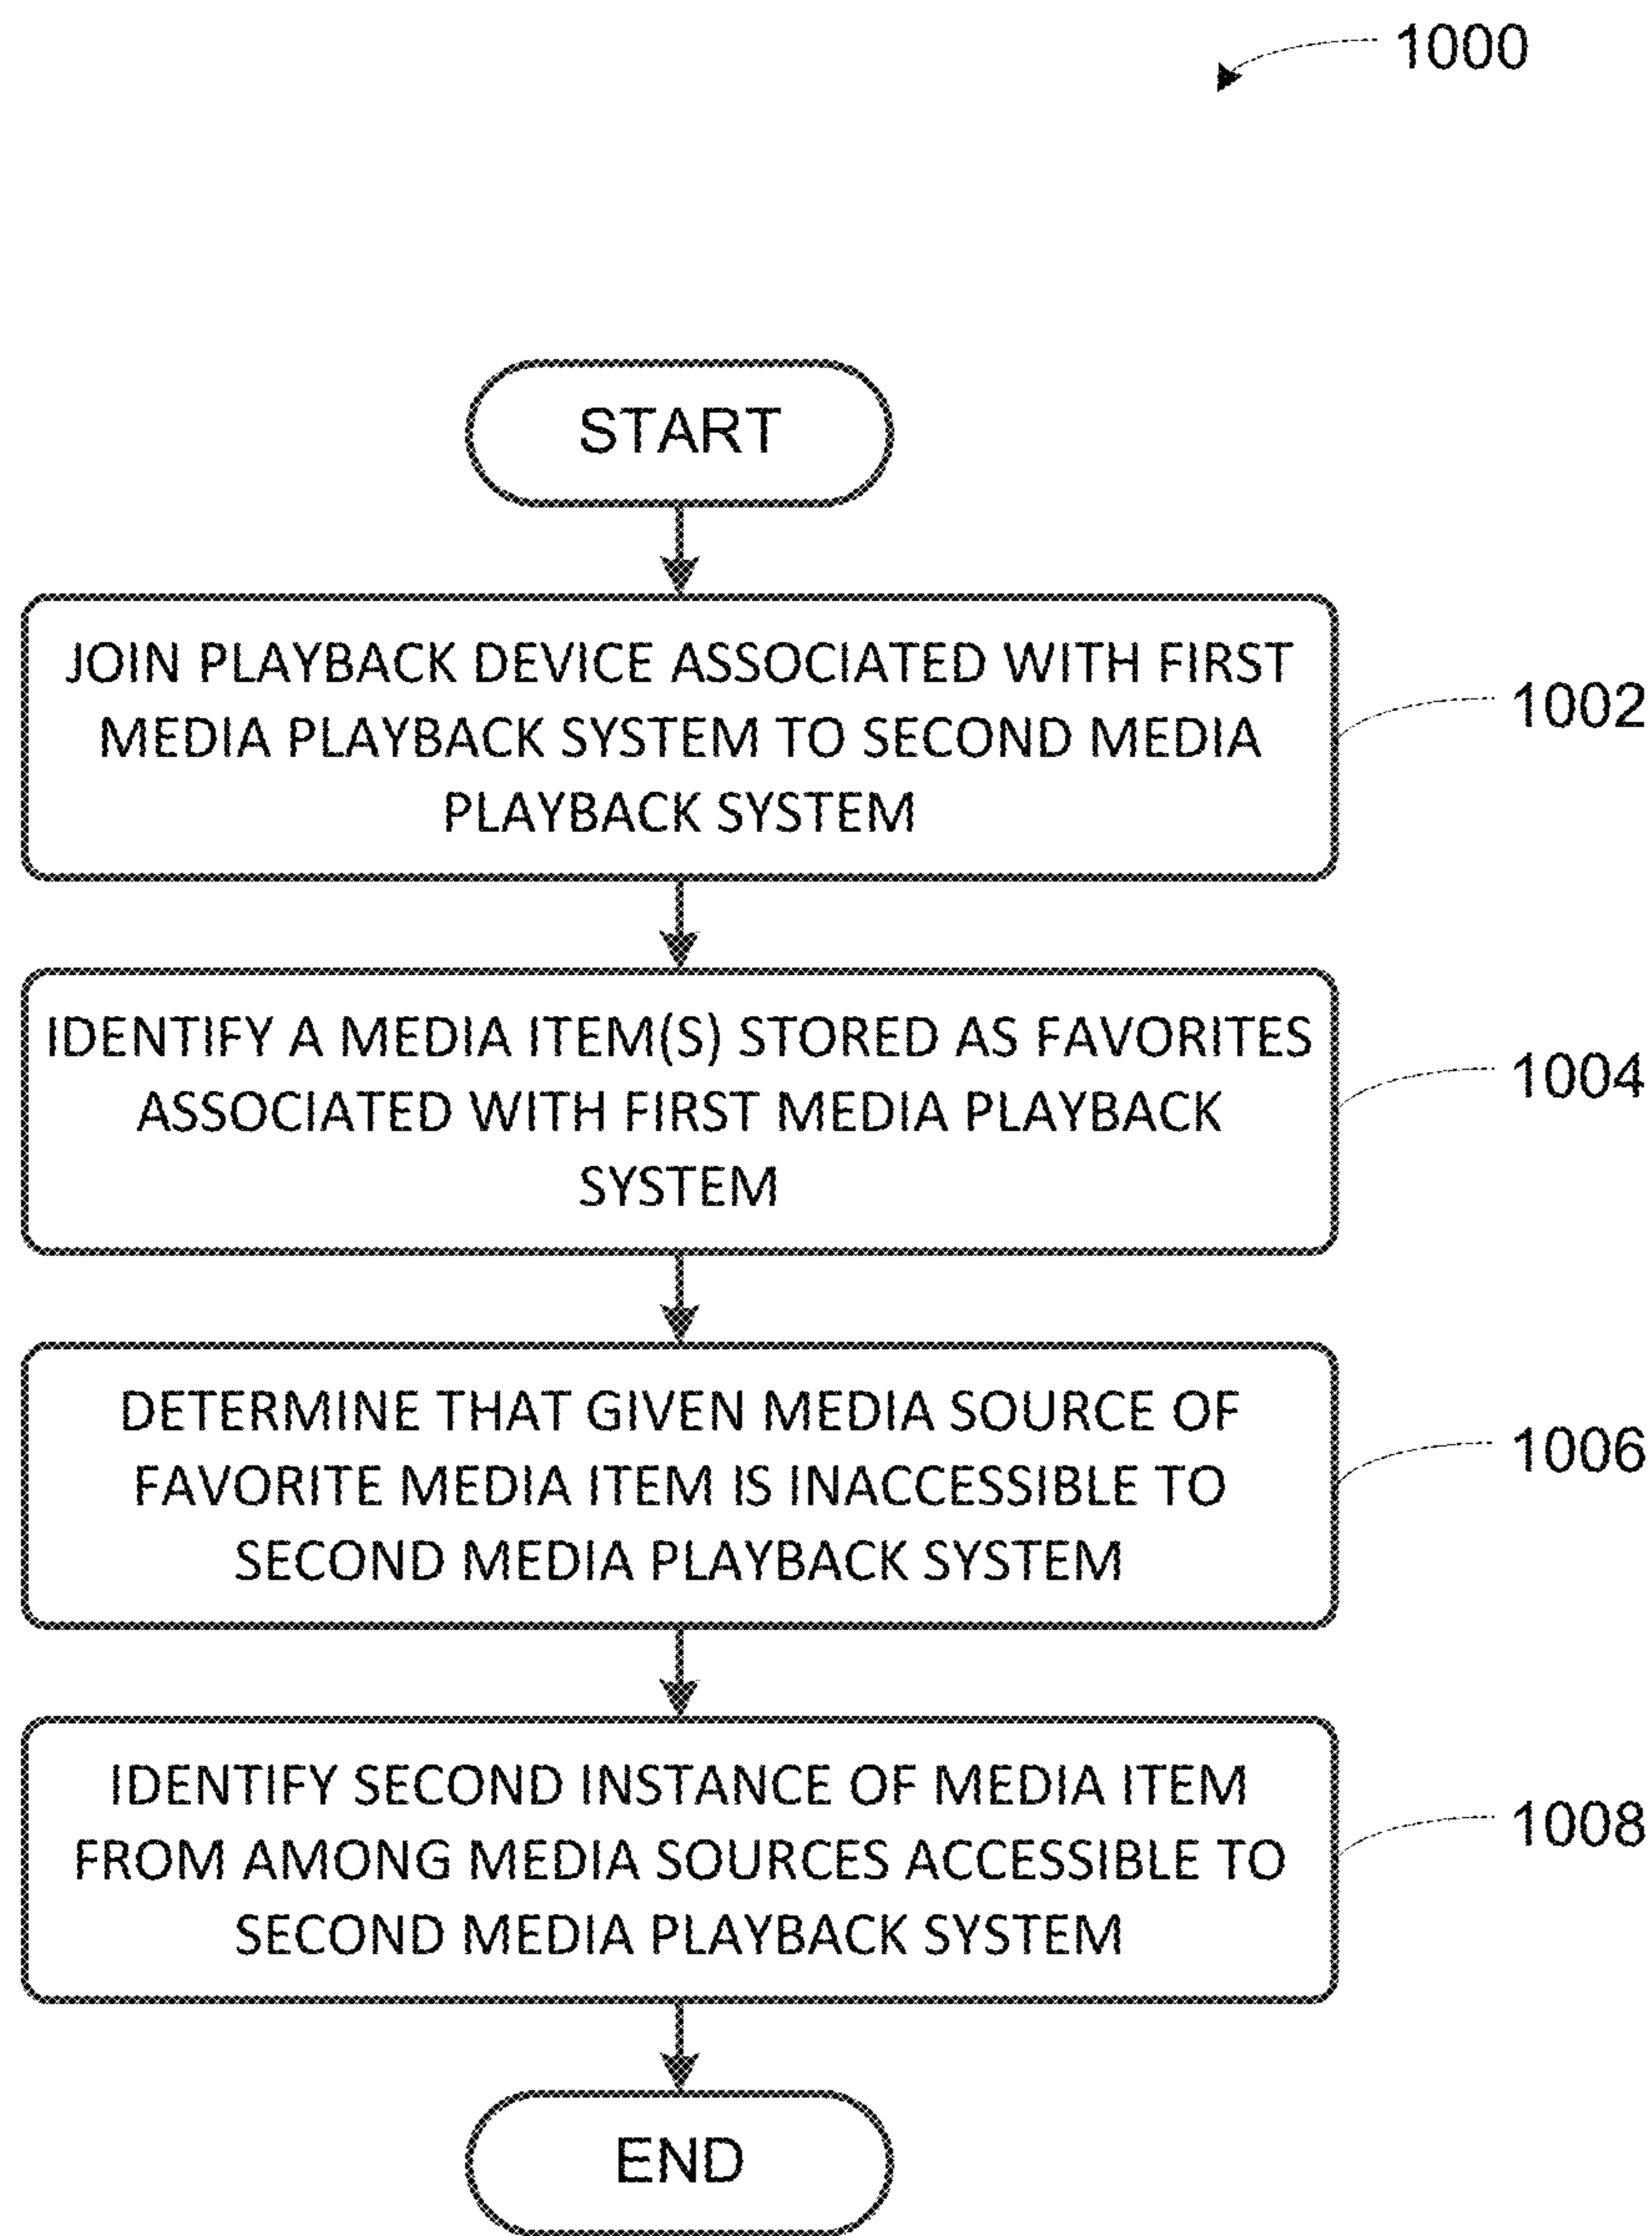 1000
START
JOIN PLAYBACK DEVICE ASSOCIATED WITH FIRST
MEDIA PLAYBACK SYSTEM TO SECOND MEDIA
PLAYBACK SYSTEM
1002
IDENTIFY A MEDIA ITEM(S) STORED AS FAVORITES
ASSOCIATED WITH FIRST MEDIA PLAYBACK
SYSTEM
1004
DETERMINE THAT GIVEN MEDIA SOURCE OF
FAVORITE MEDIA ITEM IS INACCESSIBLE TO
SECOND MEDIA PLAYBACK SYSTEM
1006
IDENTIFY SECOND INSTANCE OF MEDIA ITEM
FROM AMONG MEDIA SOURCES ACCESSIBLE TO
SECOND MEDIA PLAYBACK SYSTEM
1008
END